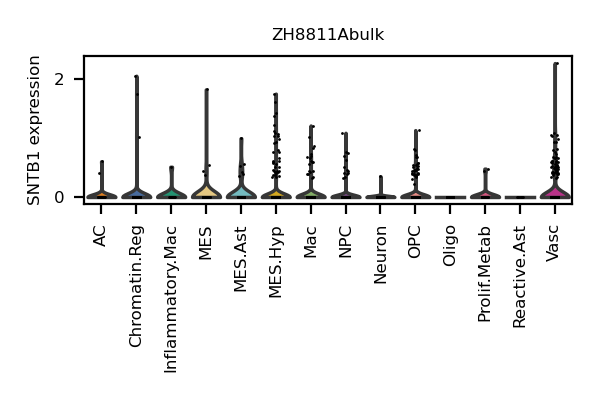 ZH8811Abulk
SNTB1 expression
2
0
AC
Chromatin.Reg
Inflammatory.Mac
MES
MES.Ast
MES.Hyp
Mac
NPC
Neuron
OPC
Oligo
Prolif.Metab
Reactive.Ast
Vasc